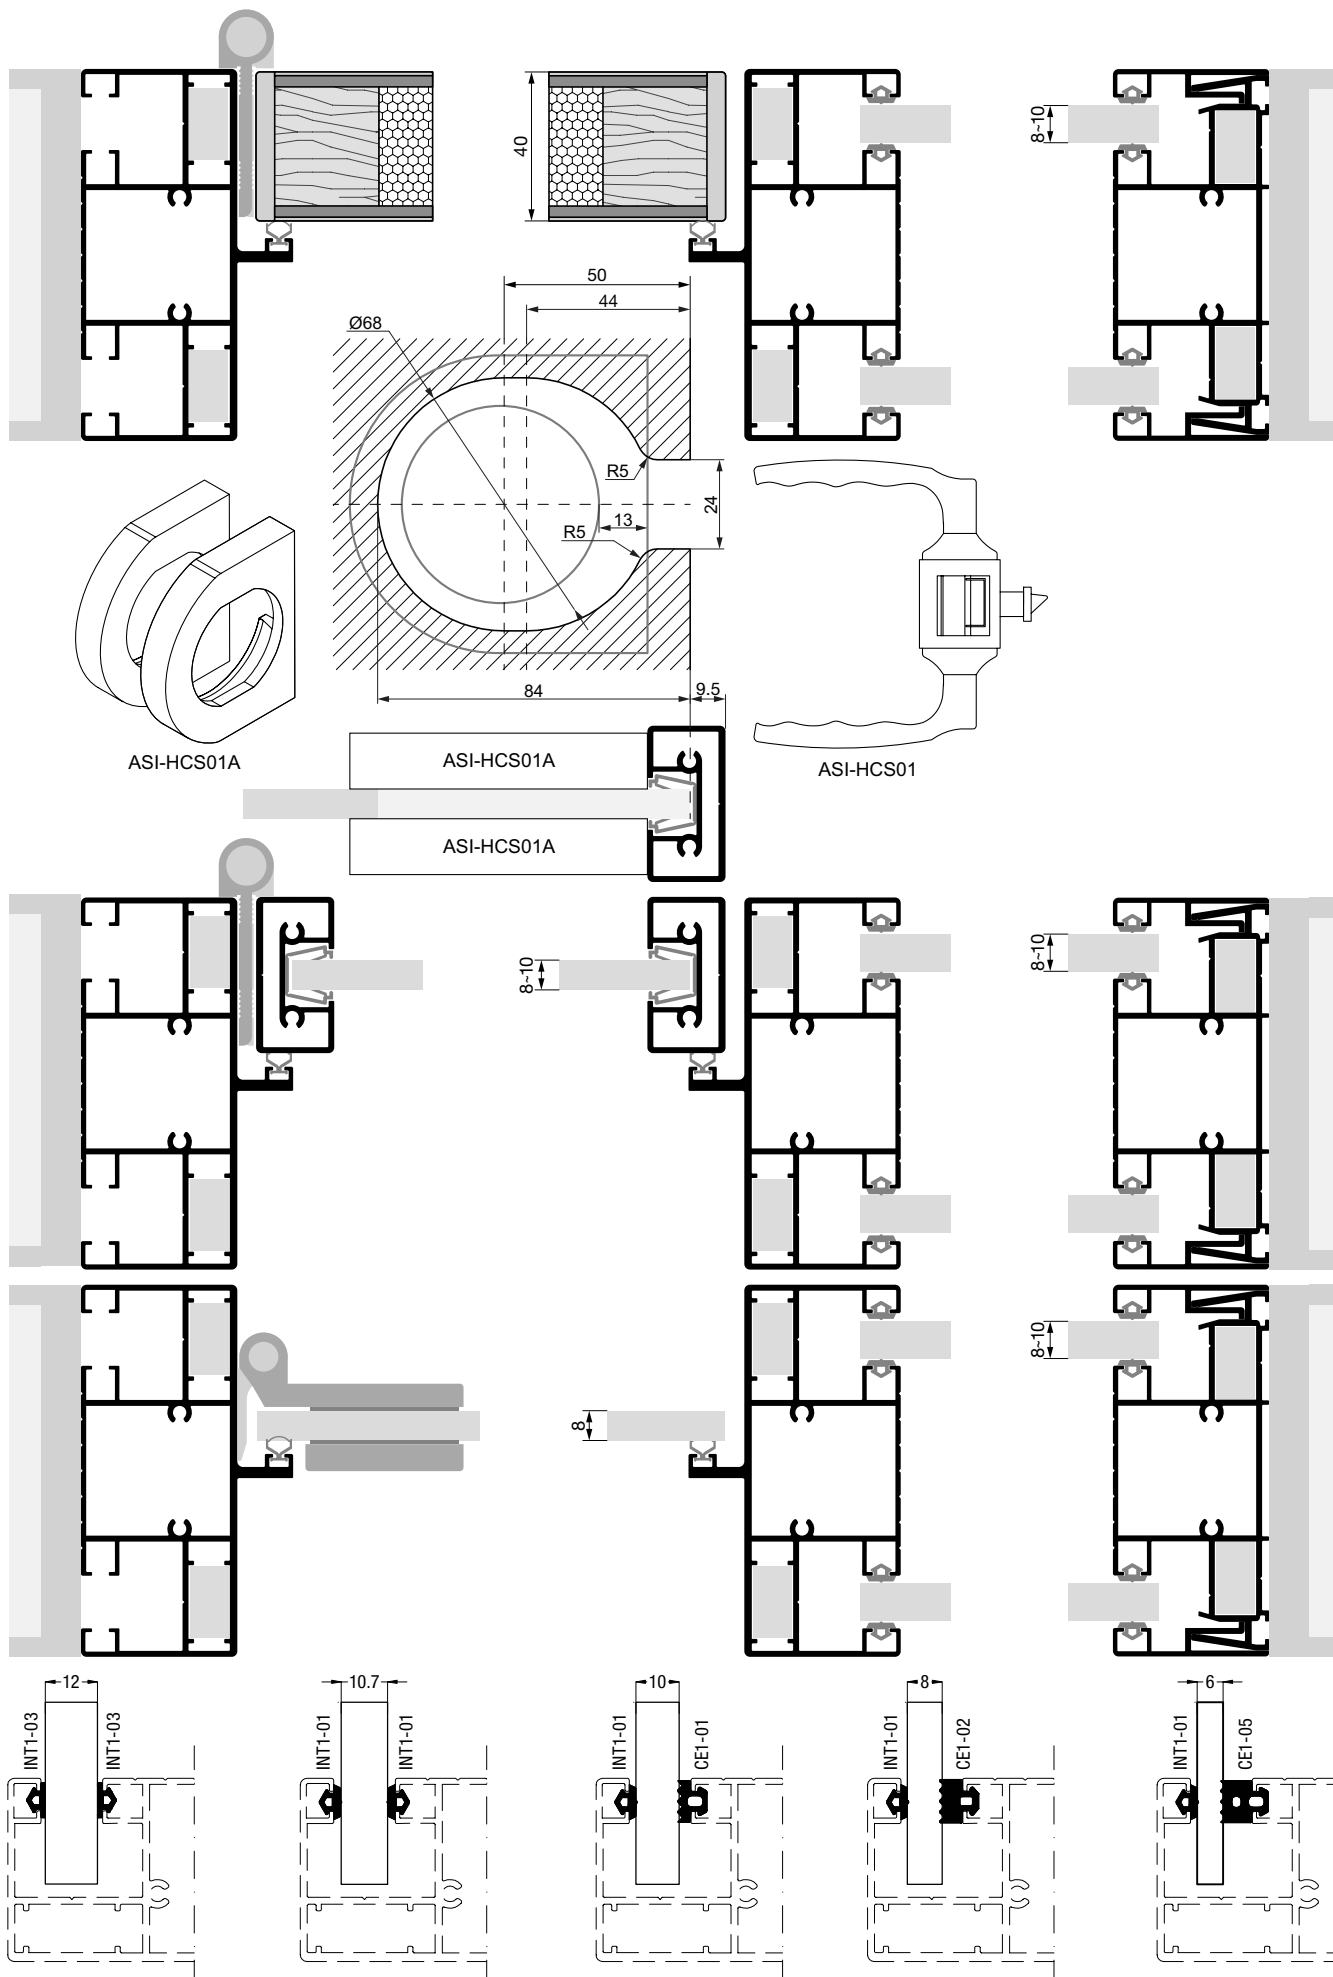 40
8~10
50
44
Ø68
R5
24
13
R5
84
9.5
ASI-HCS01A
ASI-HCS01A
ASI-HCS01
ASI-HCS01A
8~10
8~10
8~10
8
12
INT1-03
INT1-03
10.7
INT1-01
INT1-01
10
INT1-01
CE1-01
8
INT1-01
CE1-02
6
INT1-01
CE1-05